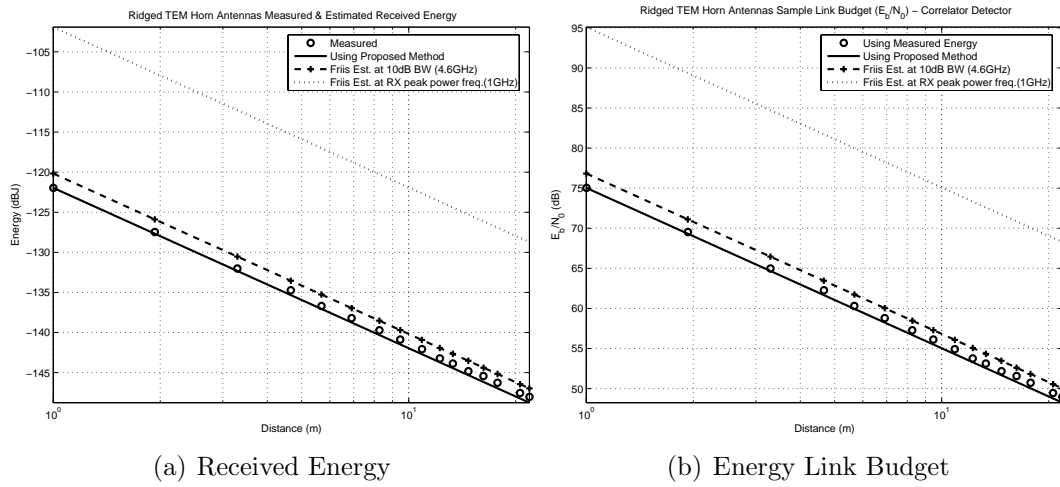 Ridged TEM Horn Antennas Measured & Estimated Received Energy
Measured
Using Proposed Method
Friis Est. at 10dB BW (4.6GHz)
Friis Est. at RX peak power freq.(1GHz)
−105
−110
−115
−120
−125
−130
−135
−140
−145
Energy (dBJ)
10^0
10^1
Distance (m)
(a) Received Energy
Ridged TEM Horn Antennas Sample Link Budget (E_b/N_0) − Correlator Detector
Using Measured Energy
Using Proposed Method
Friis Est. at 10dB BW (4.6GHz)
Friis Est. at RX peak power freq.(1GHz)
95
90
85
80
75
70
65
60
55
50
E_b/N_0 (dB)
10^0
10^1
Distance (m)
(b) Energy Link Budget